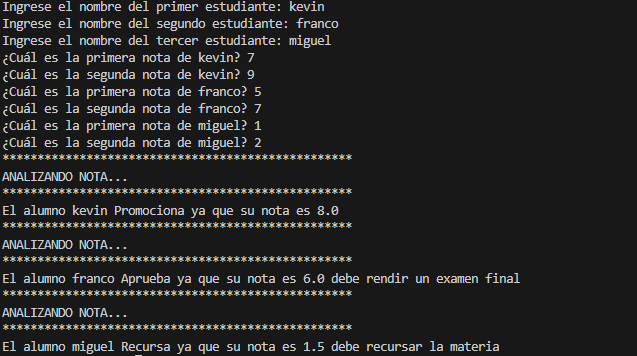 Ingrese el nombre del primer estudiante: kevin
Ingrese el nombre del segundo estudiante: franco
Ingrese el nombre del tercer estudiante: miguel
¿Cuál es la primera nota de kevin? 7
¿Cuál es la segunda nota de kevin? 9
¿Cuál es la primera nota de franco? 5
¿Cuál es la segunda nota de franco? 7
¿Cuál es la primera nota de miguel? 1
¿Cuál es la segunda nota de miguel? 2
**************************************************
ANALIZANDO NOTA...
**************************************************
El alumno kevin Promociona ya que su nota es 8.0
**************************************************
ANALIZANDO NOTA...
**************************************************
El alumno franco Aprueba ya que su nota es 6.0 debe rendir un examen final
**************************************************
ANALIZANDO NOTA...
**************************************************
El alumno miguel Recursa ya que su nota es 1.5 debe recursar la materia